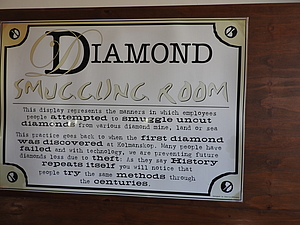 DIAMOND
SMUGGLING ROOM
This display represents the manners in which employees
people attempted to smuggle uncut
diamonds from various diamond mine, land or sea
This practice goes back to when the first diamond
was discovered at Kolmanskop. Many people have
failed and with technology, we are preventing future
diamonds loss due to theft: As they say History
repeats itself you will notice that
people try the same methods through
the centuries.